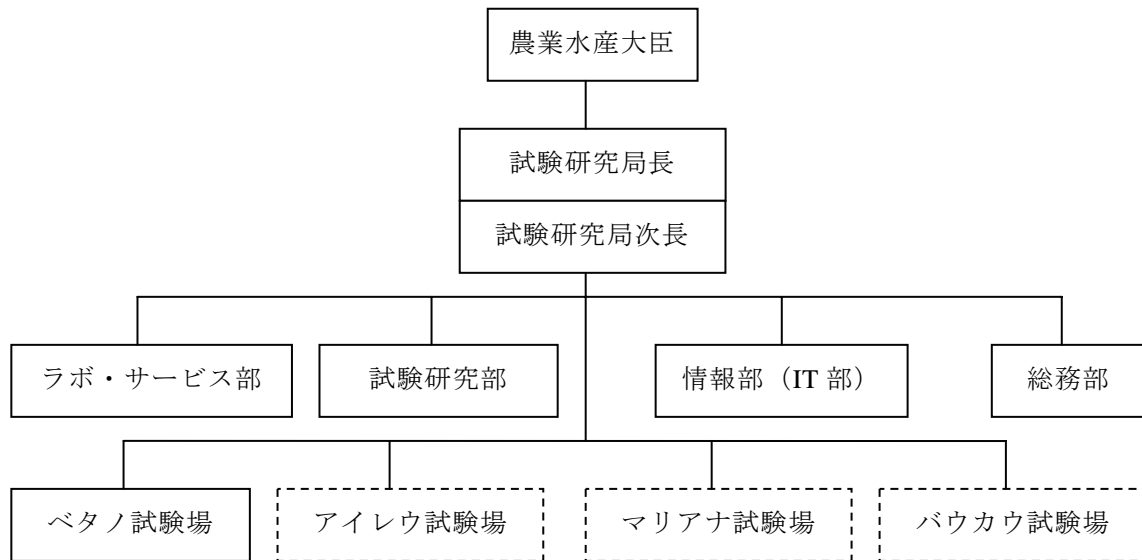 農業水産大臣
試験研究局長
試験研究局次長
ラボ・サービス部
試験研究部
情報部（IT 部）
総務部
ベタノ試験場
アイレウ試験場
マリアナ試験場
バウカウ試験場